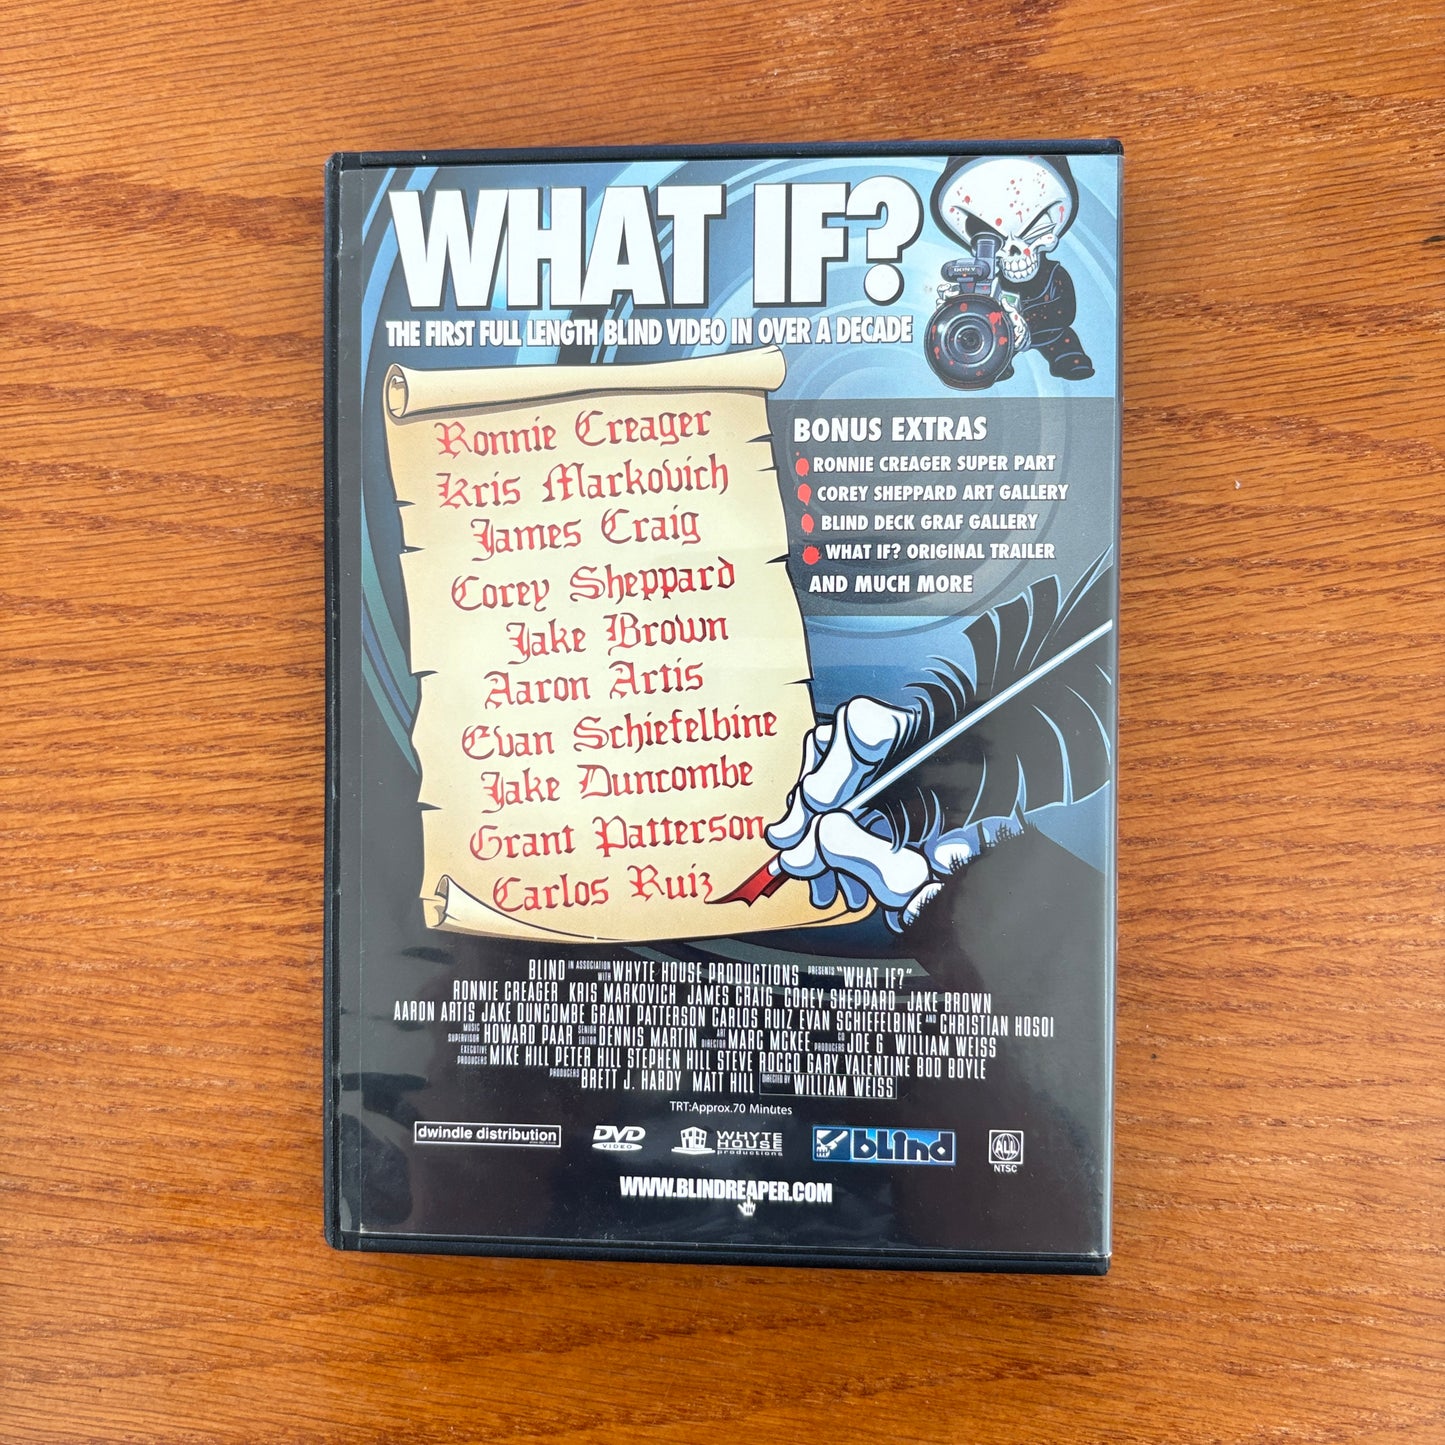 WHAT IF?
THE FIRST FULL LENGTH BLIND VIDEO IN OVER A DECADE
SONY
Ronnie Creager
Kris Markovich
James Craig
Corey Sheppard
Jake Brown
Aaron Artis
Evan Schiefelbine
Jake Duncombe
Grant Patterson
Carlos Ruiz
BONUS EXTRAS
RONNIE CREAGER SUPER PART
COREY SHEPPARD ART GALLERY
BLIND DECK GRAF GALLERY
WHAT IF? ORIGINAL TRAILER
AND MUCH MORE
BLIND IN ASSOCIATION WITH WHYTE HOUSE PRODUCTIONS PRESENTS "WHAT IF?"
RONNIE CREAGER KRIS MARKOVICH JAMES CRAIG COREY SHEPPARD JAKE BROWN
AARON ARTIS JAKE DUNCOMBE GRANT PATTERSON CARLOS RUIZ EVAN SCHIEFELBINE AND CHRISTIAN HOSOI
MUSIC SUPERVISOR HOWARD PAAR SENIOR EDITOR DENNIS MARTIN ART DIRECTOR MARC MCKEE CO PRODUCERS JOE G WILLIAM WEISS
EXECUTIVE PRODUCERS MIKE HILL PETER HILL STEPHEN HILL STEVE ROCCO GARY VALENTINE BOD BOYLE
PRODUCERS BRETT J. HARDY MATT HILL DIRECTED BY WILLIAM WEISS
TRT:Approx.70 Minutes
dwindle distribution
DVD VIDEO
WHYTE HOUSE productions
blind
ALL NTSC
WWW.BLINDREAPER.COM